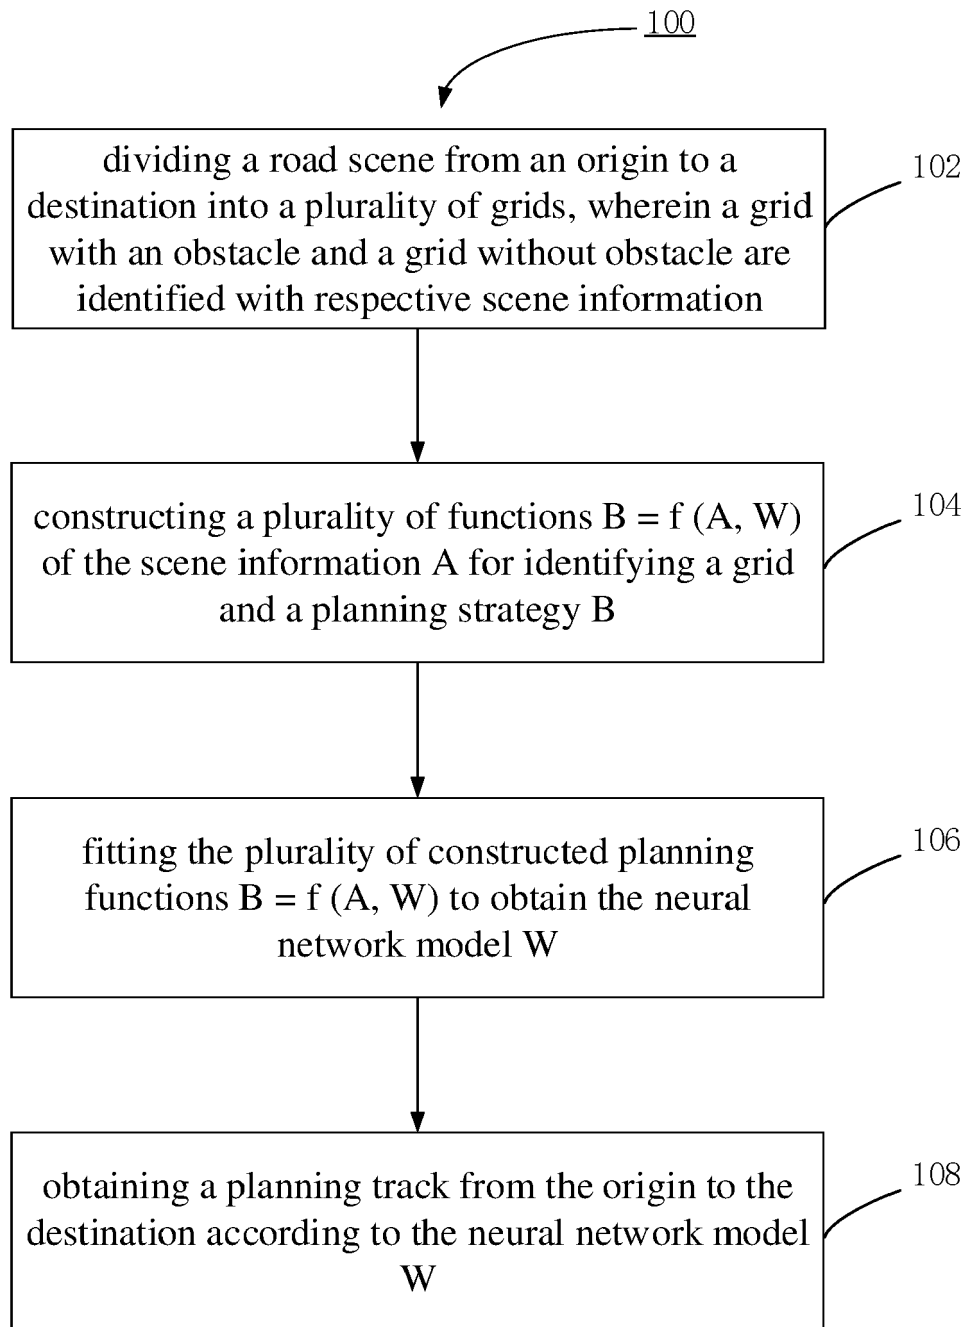 100
dividing a road scene from an origin to a
destination into a plurality of grids, wherein a grid
with an obstacle and a grid without obstacle are
identified with respective scene information
102
constructing a plurality of functions B = f (A, W)
of the scene information A for identifying a grid
and a planning strategy B
104
fitting the plurality of constructed planning
functions B = f (A, W) to obtain the neural
network model W
106
obtaining a planning track from the origin to the
destination according to the neural network model
W
108